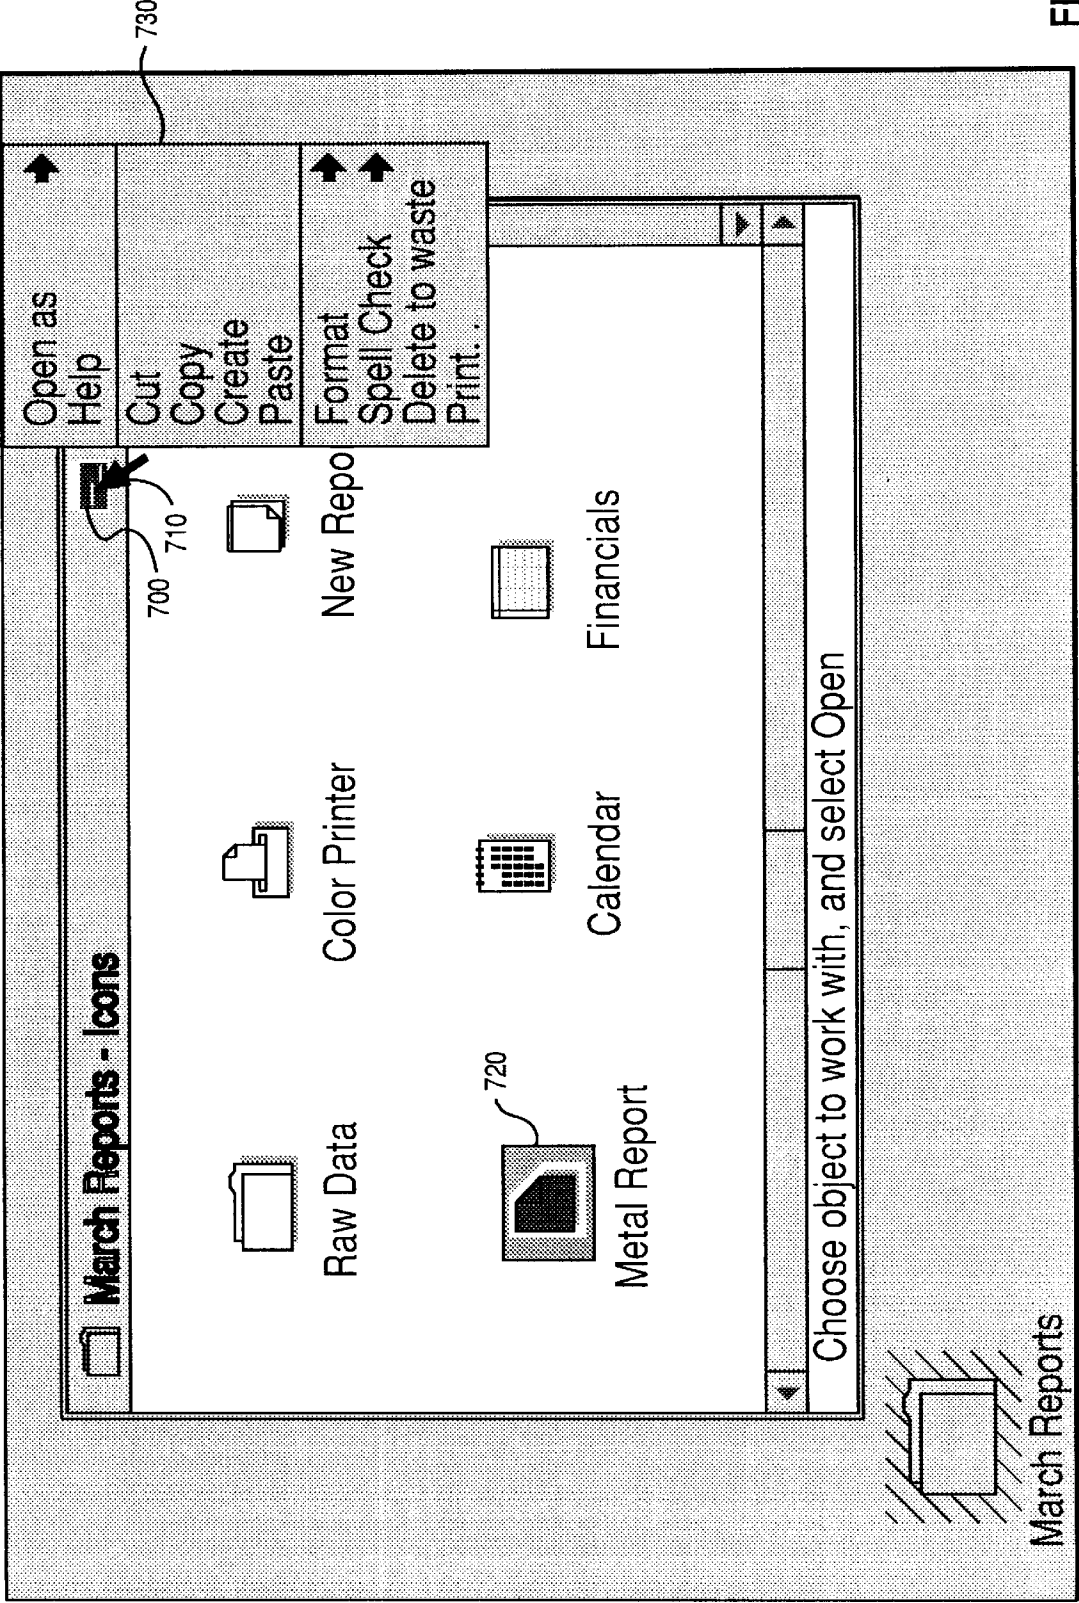 730
Open as
Help
Cut
Copy
Create
Paste
Format
Spell Check
Delete to waste
Print. .
March Reports - Icons
700
710
Raw Data
Color Printer
New Repo
720
Metal Report
Calendar
Financials
Choose object to work with, and select Open
March Reports